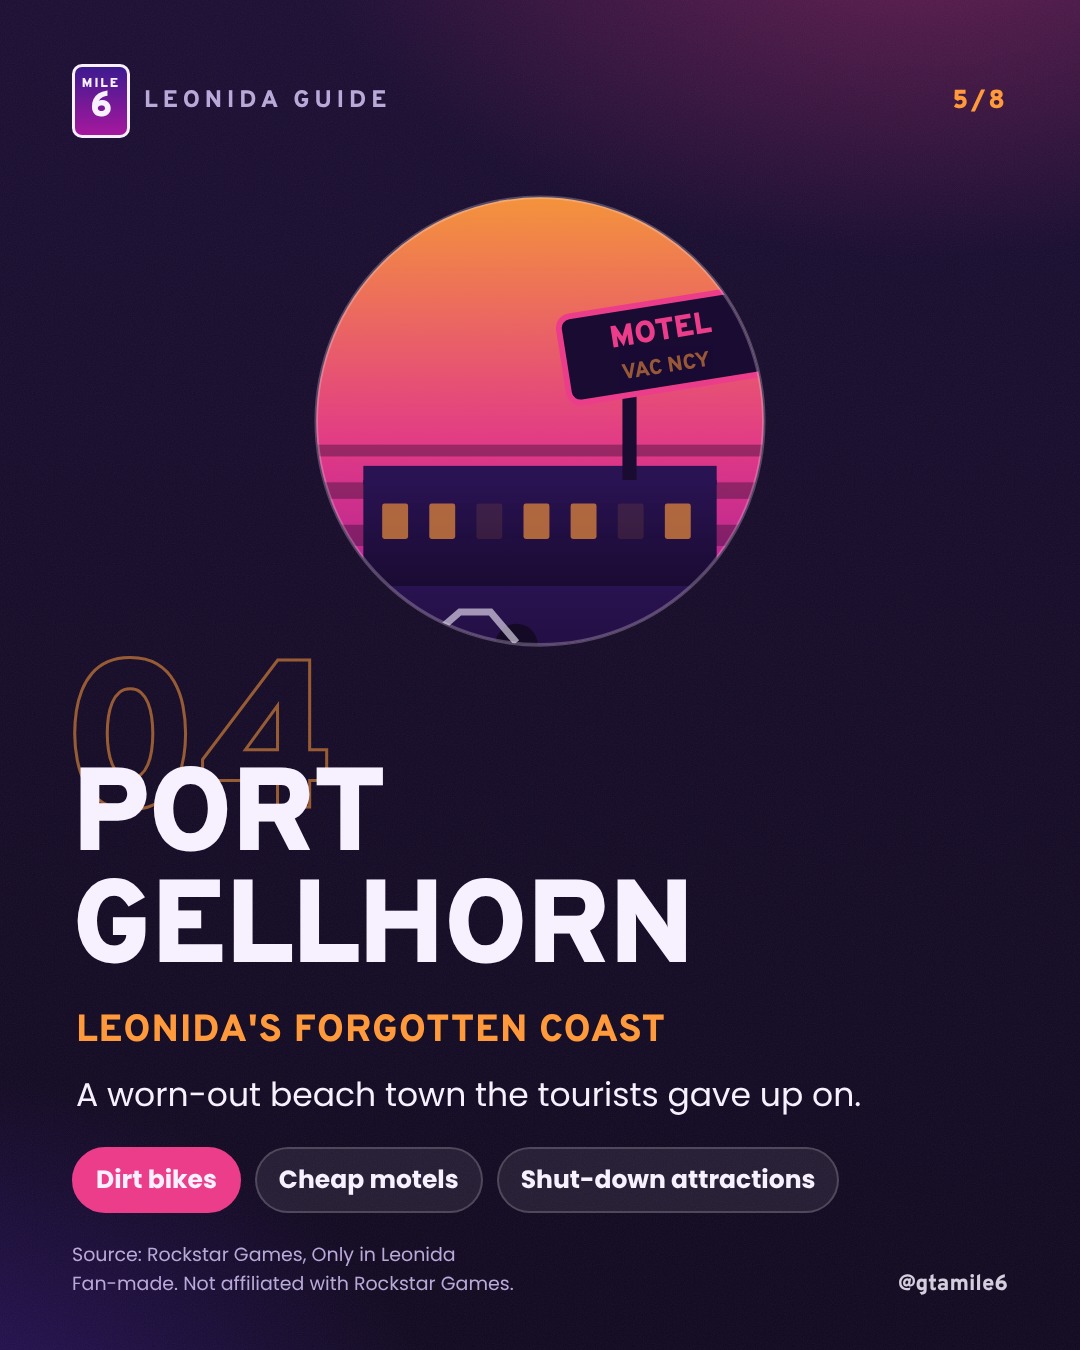 MILE
6
LEONIDA GUIDE
5/8
MOTEL
VAC NCY
04
PORT
GELLHORN
LEONIDA'S FORGOTTEN COAST
A worn-out beach town the tourists gave up on.
Dirt bikes
Cheap motels
Shut-down attractions
Source: Rockstar Games, Only in Leonida
Fan-made. Not affiliated with Rockstar Games.
@gtamile6